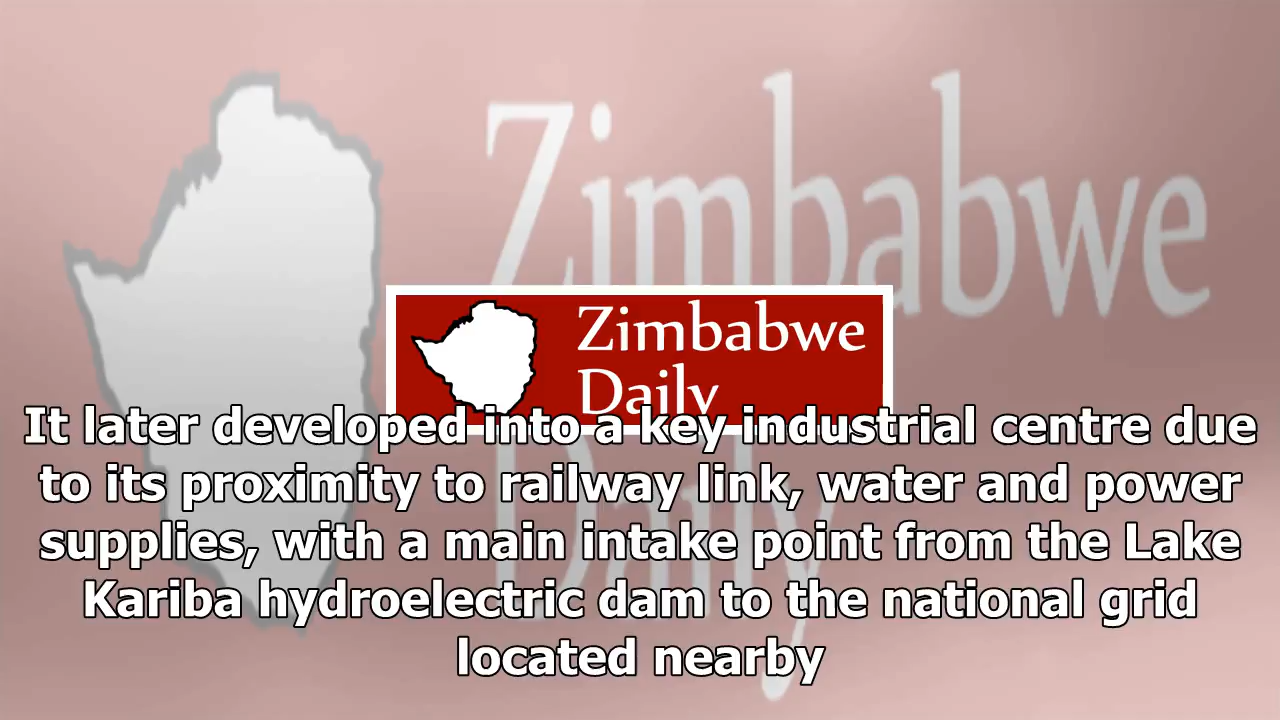 Zimbabwe
Daily
Zimbabwe
Daily
It later developed into a key industrial centre due
to its proximity to railway link, water and power
supplies, with a main intake point from the Lake
Kariba hydroelectric dam to the national grid
located nearby